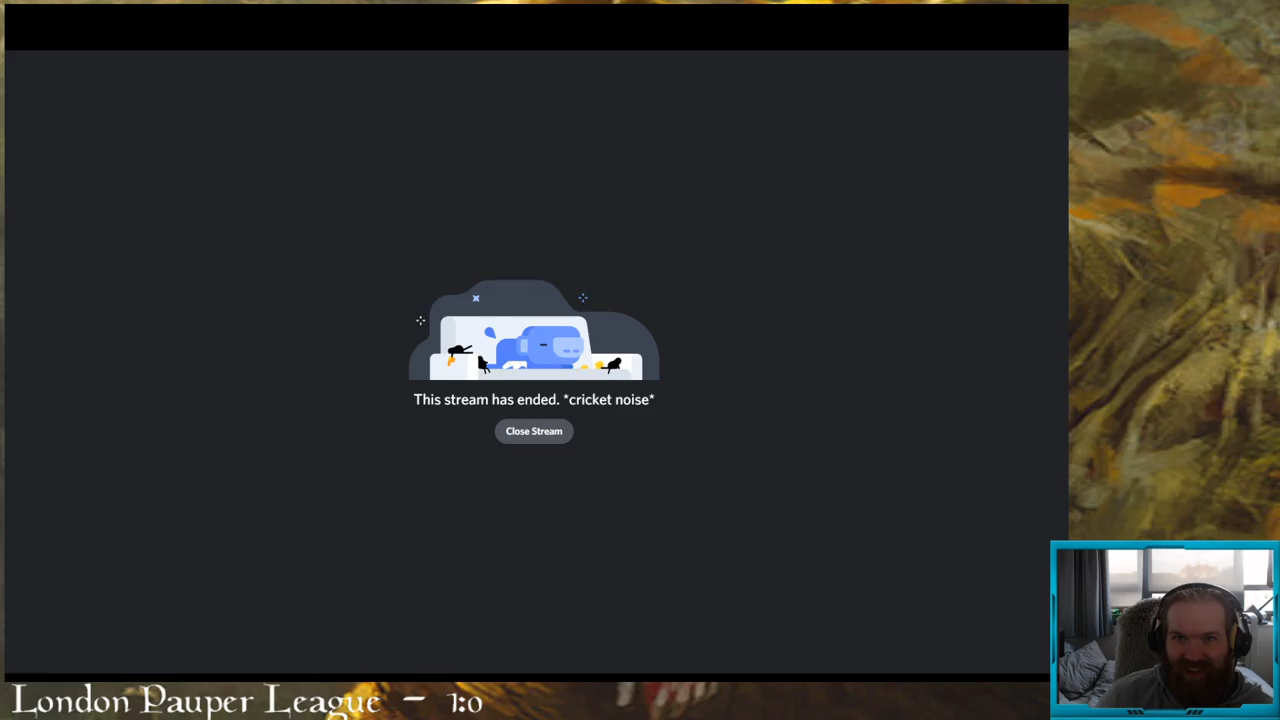 This stream has ended. *cricket noise*
Close Stream
London Pauper League - 1:0